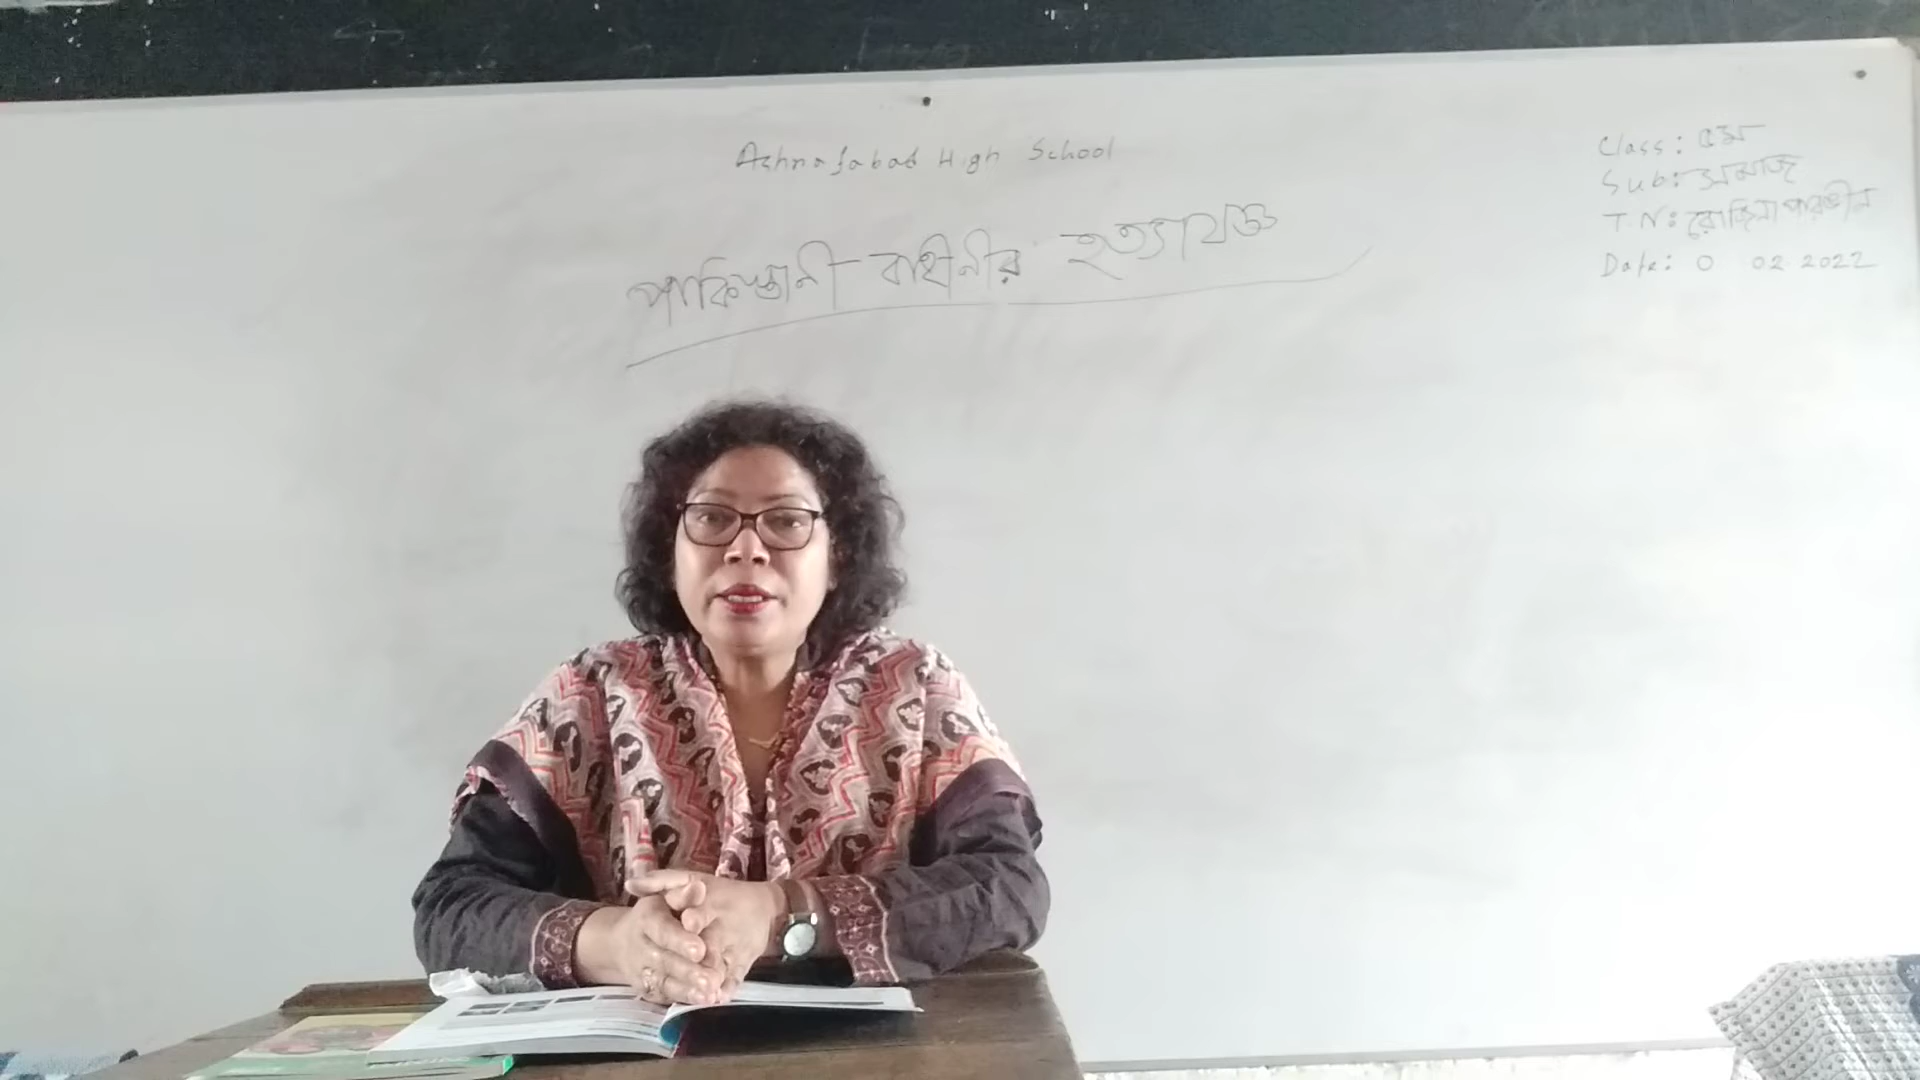 Ashrafabad High School
পাকিস্তানী বাহীনীর হত্যাযজ্ঞ
Class: ৫ম
Sub: সমাজ
T.N: রোজিনা পারভীন
Date: 0 02 2022